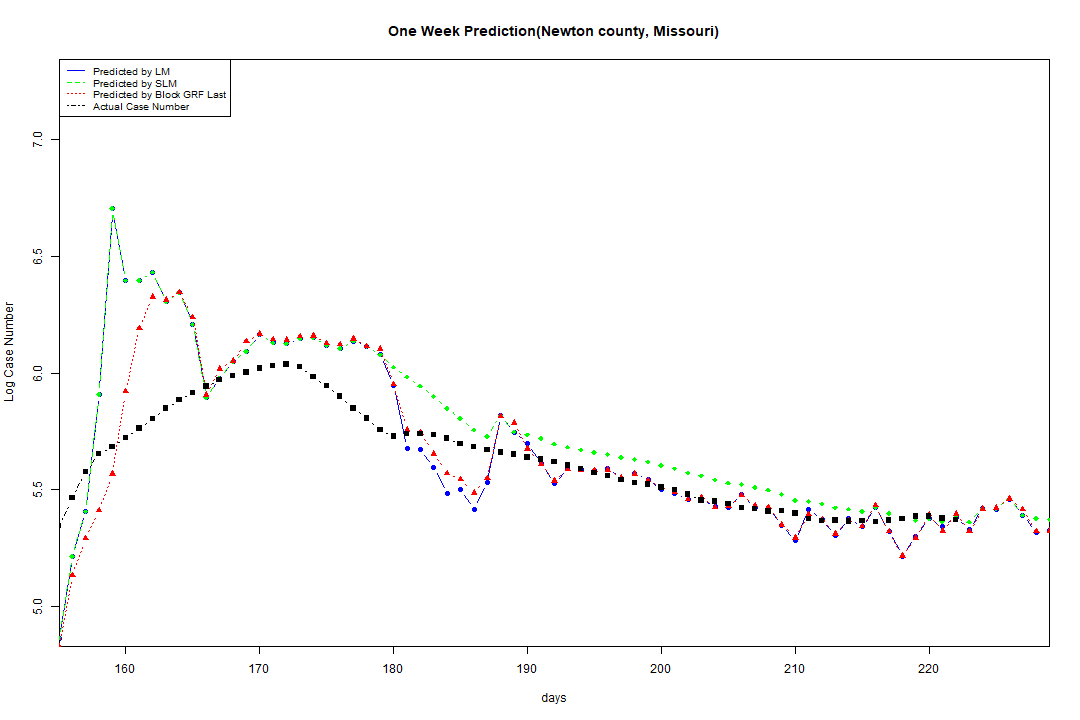 One Week Prediction(Newton county, Missouri)
Predicted by LM
Predicted by SLM
Predicted by Block GRF Last
Actual Case Number
7.0
6.5
6.0
5.5
5.0
Log Case Number
160 170 180 190 200 210 220
days